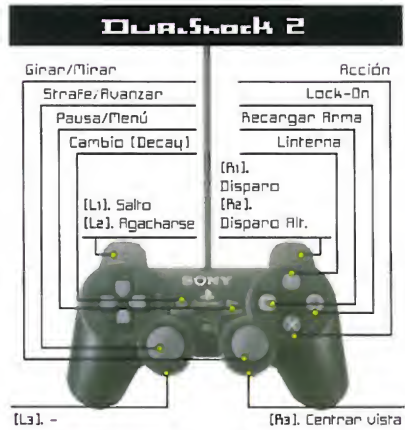 DualShock 2
Girar/Mirar
Acción
Strafe/Avanzar
Lock-On
Pausa/Menú
Recargar Arma
Cambio (Decay)
Linterna
[L1]. Salto
[L2]. Agacharse
[R1].
Disparo
[R2].
Disparo Alt.
SONY
[L3]. -
[R3]. Centrar vista